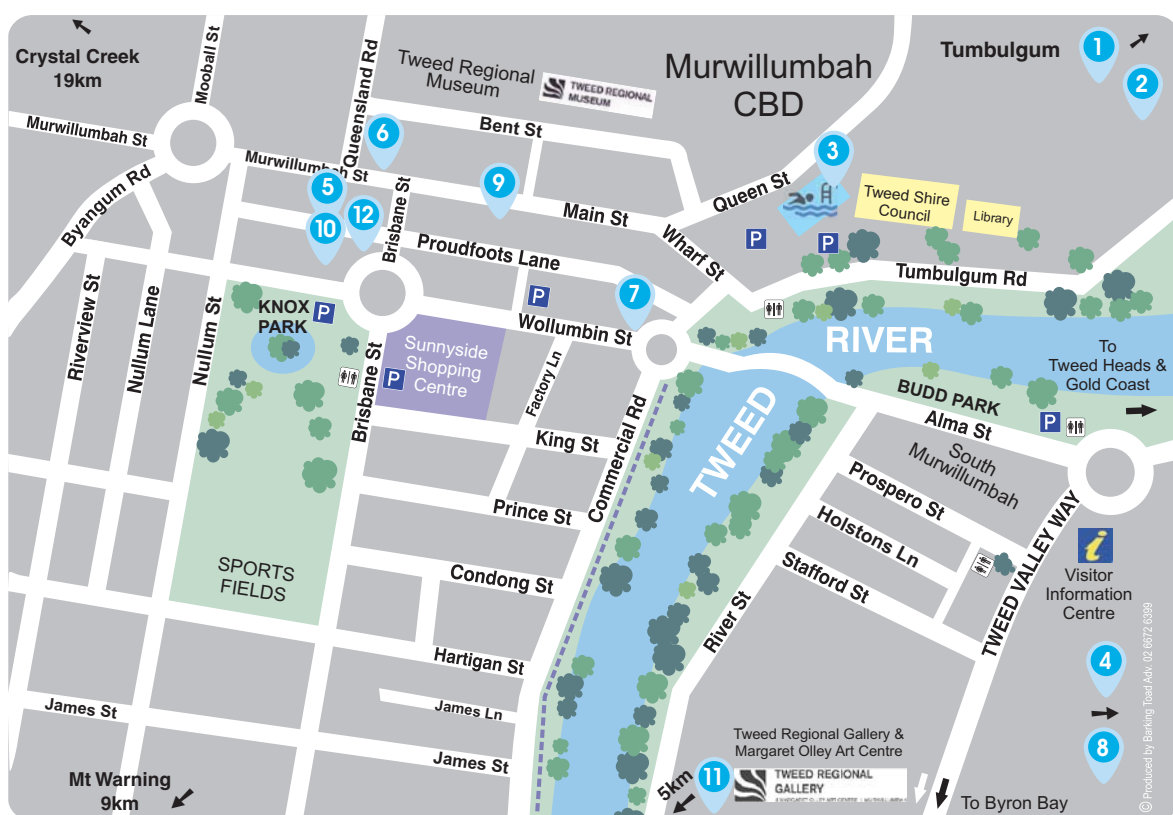 Crystal Creek
19km
Mooball St
Queensland Rd
Tweed Regional
Museum
TWEED REGIONAL
MUSEUM
Murwillumbah
CBD
Tumbulgum
1
2
Murwillumbah St
Murwillumbah St
Bent St
6
3
5
9
10
12
Byangum Rd
Brisbane St
Main St
Queen St
Tweed Shire
Council
Library
P
P
Proudfoots Lane
Wharf St
Tumbulgum Rd
7
P
Wollumbin St
KNOX
PARK
P
Riverview St
Nullum Lane
Nullum St
Brisbane St
P
Sunnyside
Shopping
Centre
Factory Ln
RIVER
To
Tweed Heads &
Gold Coast
BUDD PARK
Alma St
P
King St
Commercial Rd
TWEED
South
Murwillumbah
Prospero St
Prince St
Holstons Ln
TWEED VALLEY WAY
i
Visitor
Information
Centre
Stafford St
SPORTS
FIELDS
Condong St
River St
Hartigan St
4
James St
James Ln
James St
8
Tweed Regional Gallery &
Margaret Olley Art Centre
11
TWEED REGIONAL
GALLERY
5km
Mt Warning
9km
To Byron Bay
© Produced by Barking Toad Adv. 02 6672 6399